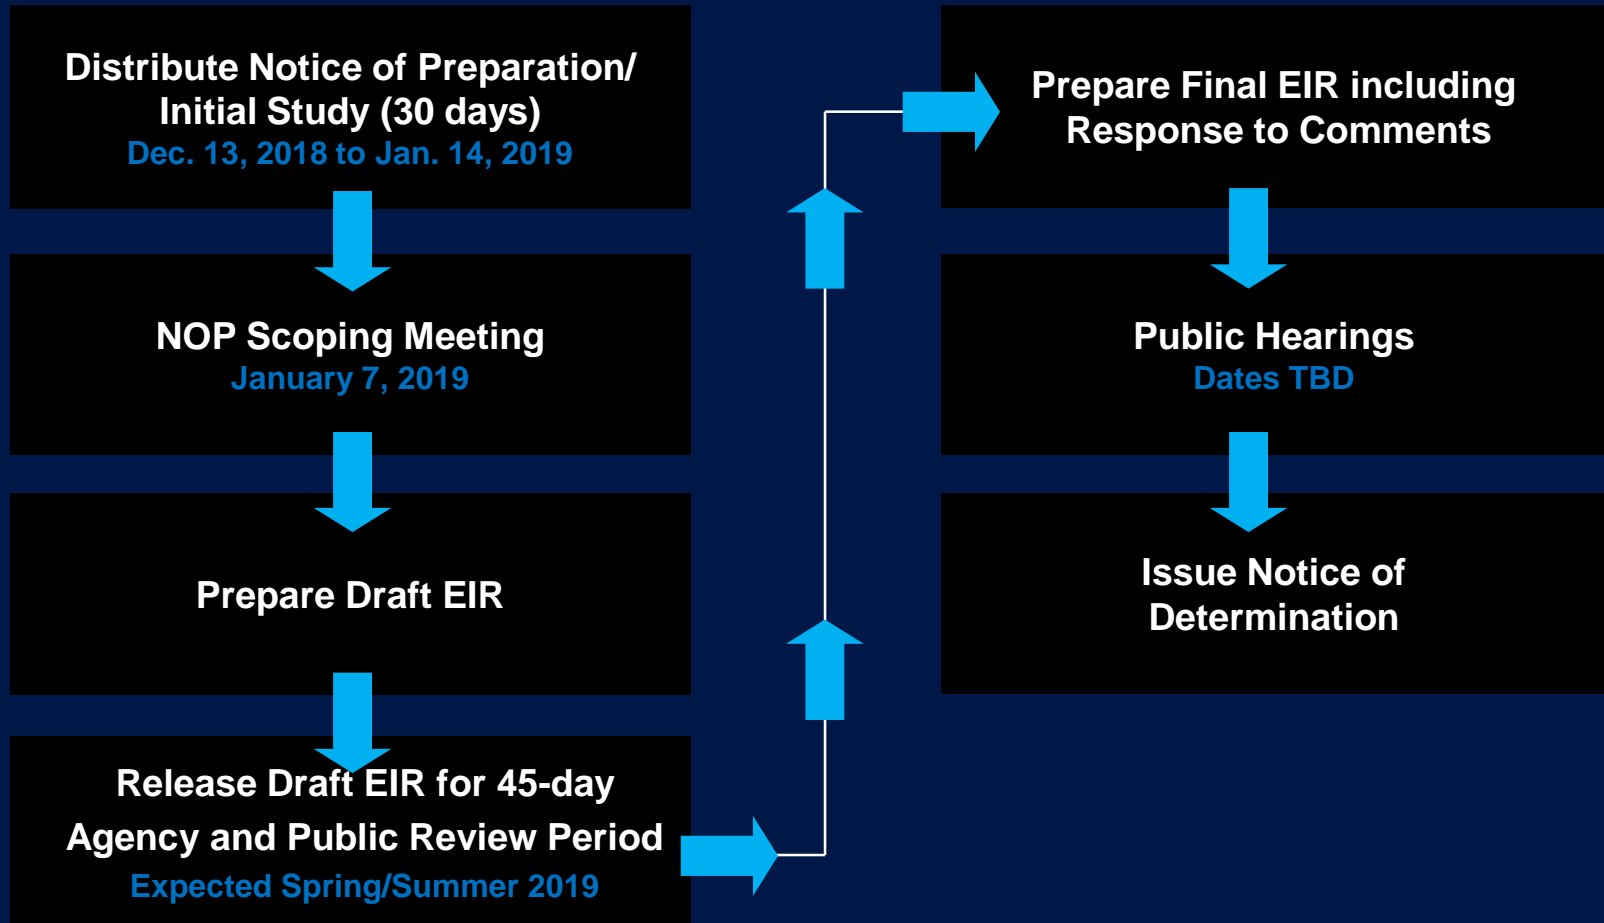 Distribute Notice of Preparation/
Initial Study (30 days)
Dec. 13, 2018 to Jan. 14, 2019
NOP Scoping Meeting
January 7, 2019
Prepare Draft EIR
Release Draft EIR for 45-day
Agency and Public Review Period
Expected Spring/Summer 2019
Prepare Final EIR including
Response to Comments
Public Hearings
Dates TBD
Issue Notice of
Determination